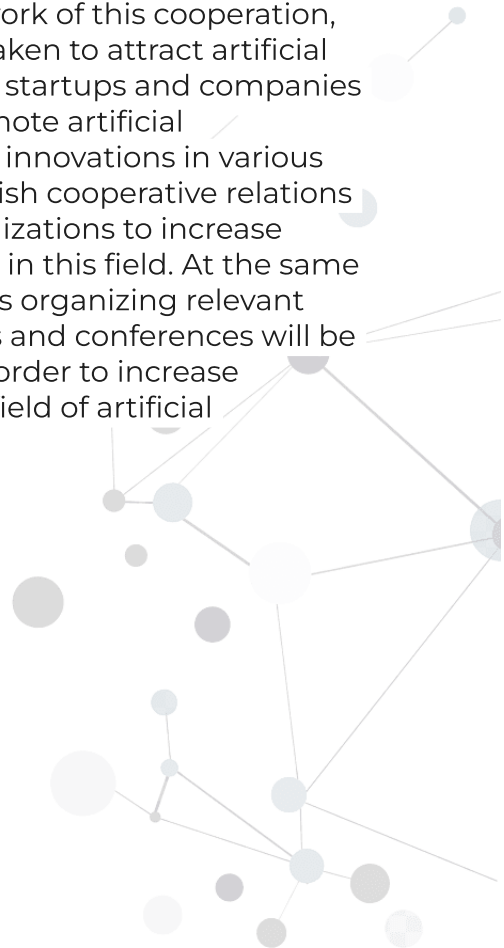 ork of this cooperation,
aken to attract artificial
startups and companies
note artificial
innovations in various
ish cooperative relations
izations to increase
in this field. At the same
s organizing relevant
s and conferences will be
order to increase
ield of artificial